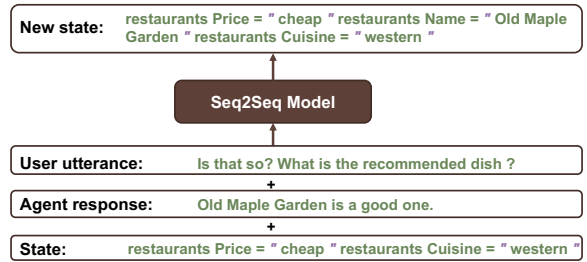 New state: restaurants Price = " cheap " restaurants Name = " Old Maple
Garden " restaurants Cuisine = " western "
Seq2Seq Model
User utterance: Is that so? What is the recommended dish ?
+
Agent response: Old Maple Garden is a good one.
+
State: restaurants Price = " cheap " restaurants Cuisine = " western "